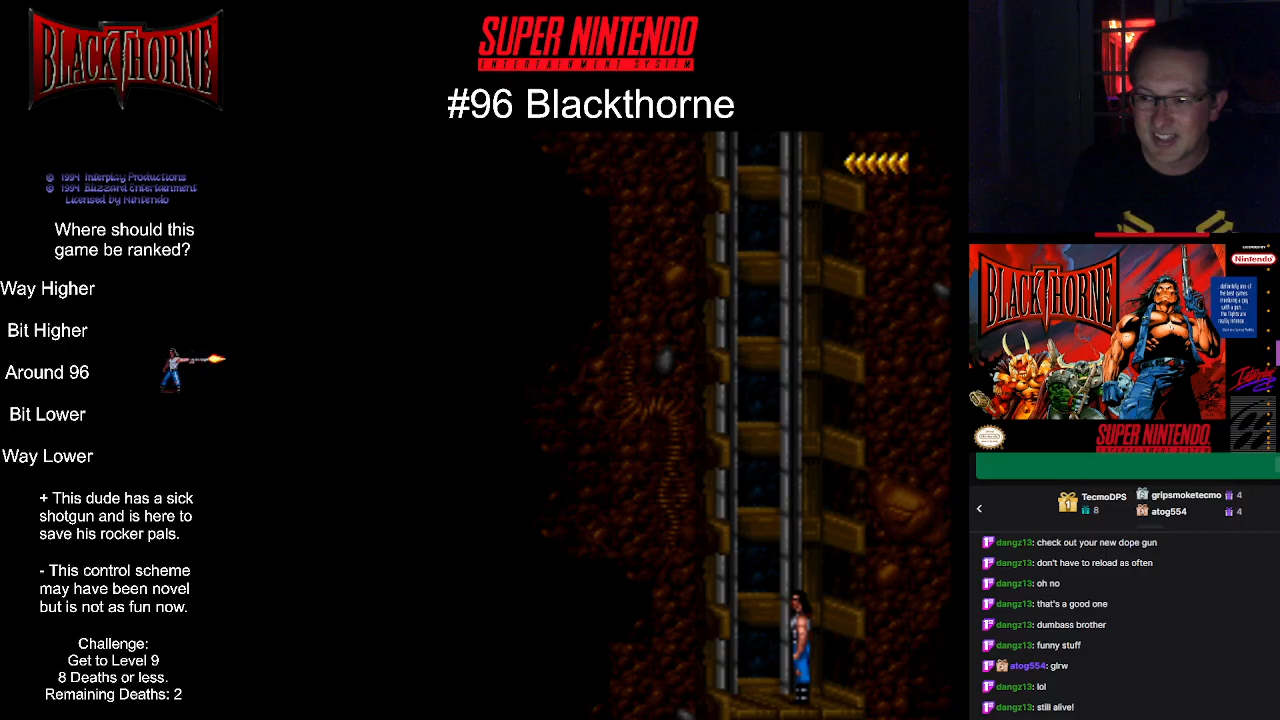 BLACKTHORNE
SUPER NINTENDO
ENTERTAINMENT SYSTEM
#96 Blackthorne
© 1994 Interplay Productions
© 1994 Blizzard Entertainment
Licensed by Nintendo
Where should this
game be ranked?
Way Higher
Bit Higher
Around 96
Bit Lower
Way Lower
+ This dude has a sick
shotgun and is here to
save his rocker pals.
- This control scheme
may have been novel
but is not as fun now.
Challenge:
Get to Level 9
8 Deaths or less.
Remaining Deaths: 2
Nintendo
BLACKTHORNE
Interplay
SUPER NINTENDO
ENTERTAINMENT SYSTEM
TecmoDPS
8
gripsmoketecmo 4
atog554 4
dangz13: check out your new dope gun
dangz13: don't have to reload as often
dangz13: oh no
dangz13: that's a good one
dangz13: dumbass brother
dangz13: funny stuff
atog554: glrw
dangz13: lol
dangz13: still alive!